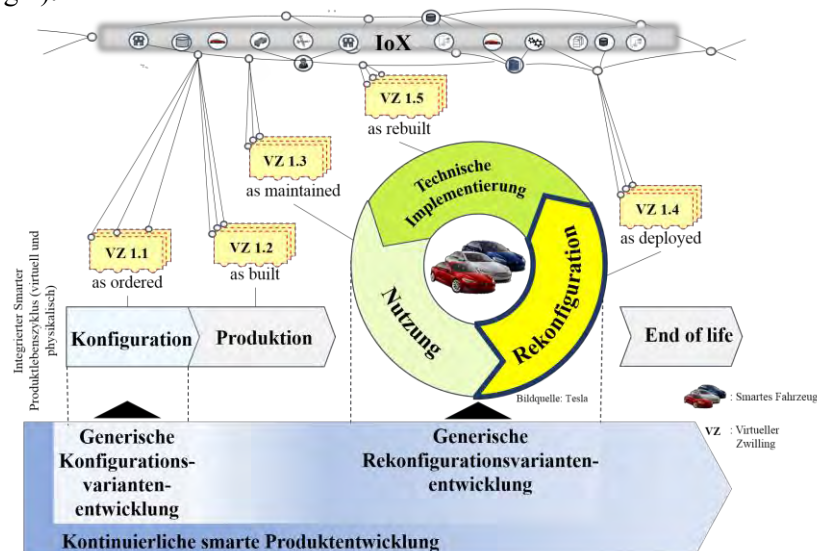 IoX
VZ 1.5
as rebuilt
VZ 1.3
as maintained
Technische
Implementierung
VZ 1.4
as deployed
VZ 1.1
as ordered
VZ 1.2
as built
Nutzung
Rekonfiguration
Integrierter Smarter
Produktlebenszyklus (virtuell und
physikalisch)
Konfiguration
Produktion
End of life
Bildquelle: Tesla
: Smartes Fahrzeug
VZ : Virtueller
Zwilling
Generische
Konfigurations-
varianten-
entwicklung
Generische
Rekonfigurationsvarianten-
entwicklung
Kontinuierliche smarte Produktentwicklung